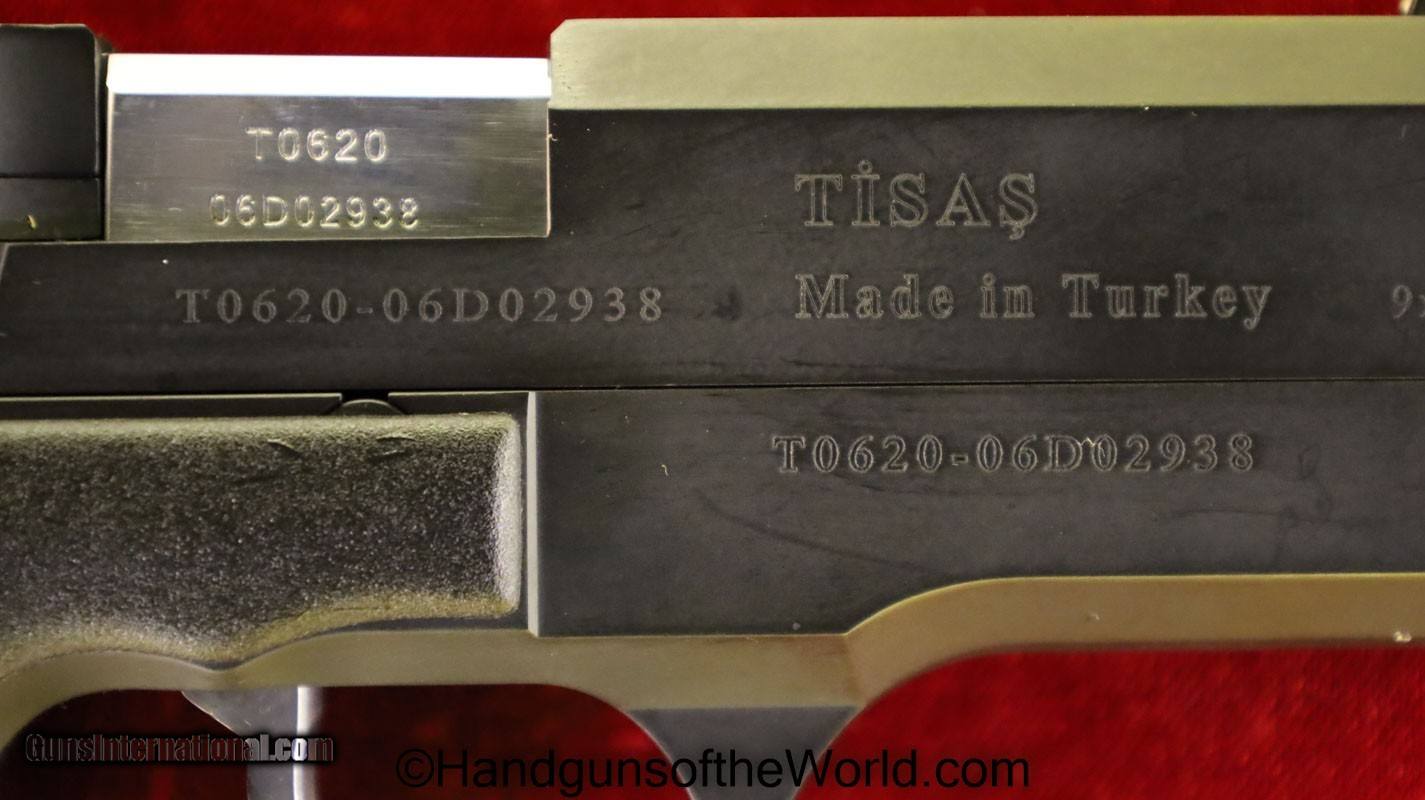 T0620
06D02938
TİSAŞ
T0620-06D02938
Made in Turkey
T0620-06D02938
GunsInternational.com
©HandgunsoftheWorld.com